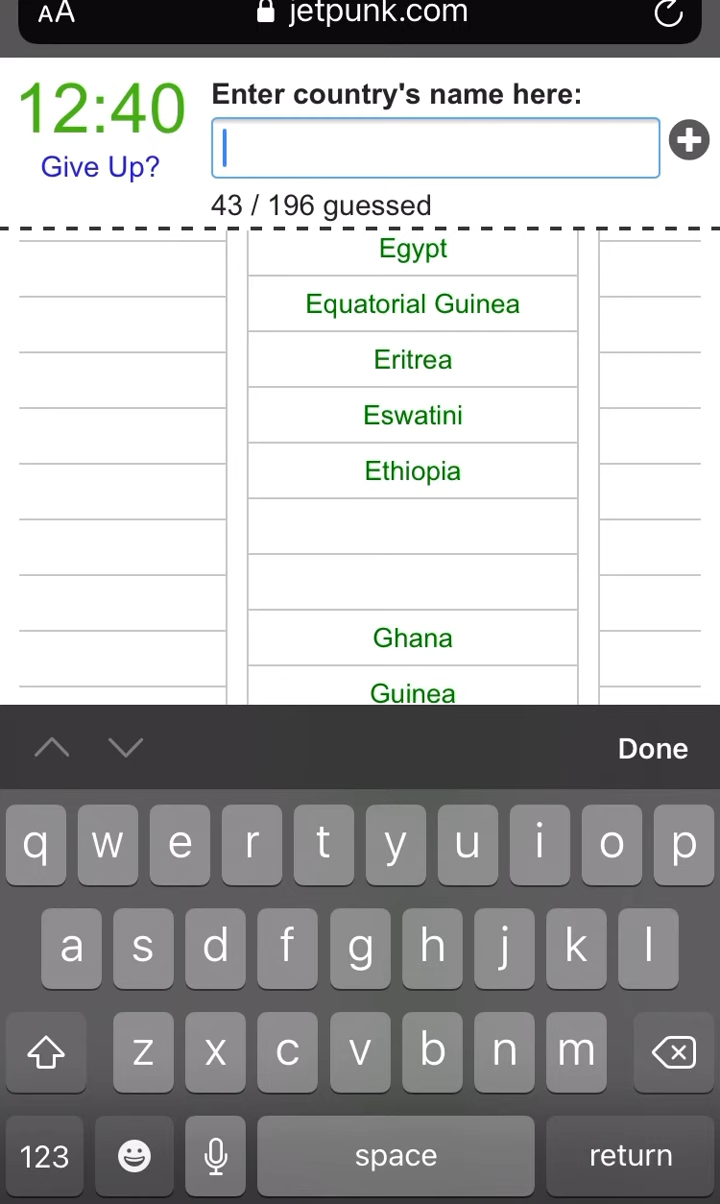 AA jetpunk.com
12:40
Give Up?
Enter country's name here:
43 / 196 guessed
Egypt
Equatorial Guinea
Eritrea
Eswatini
Ethiopia
Ghana
Guinea
Done
q w e r t y u i o p
a s d f g h j k l
z x c v b n m
123 space return